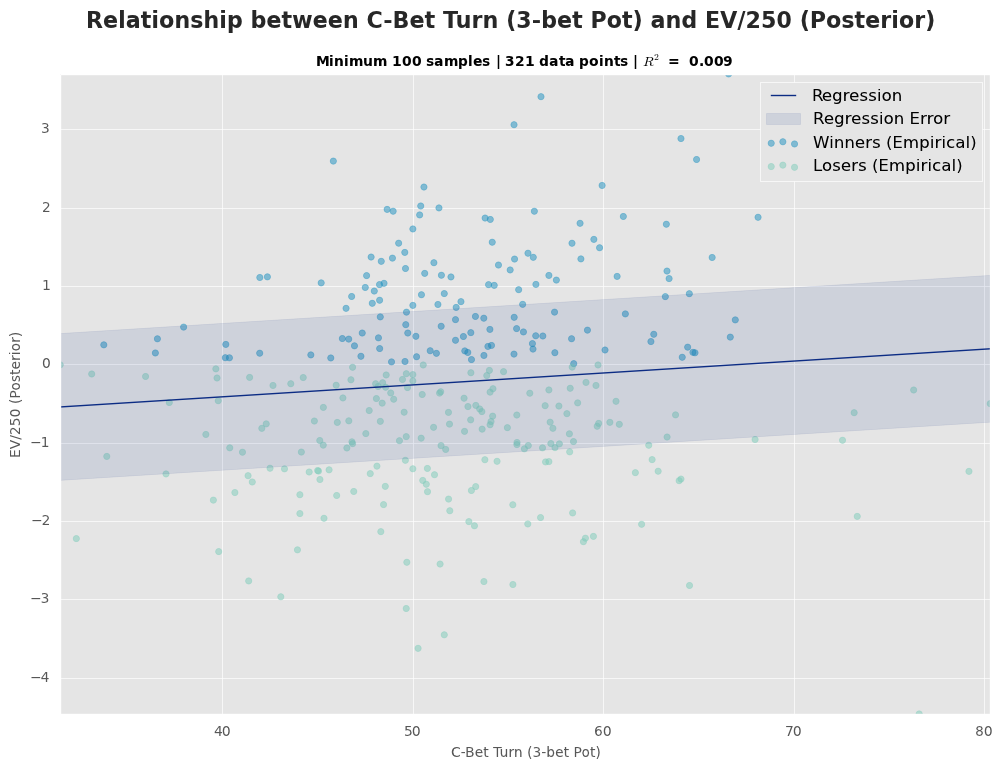 Relationship between C-Bet Turn (3-bet Pot) and EV/250 (Posterior)
Minimum 100 samples | 321 data points | R² = 0.009
Regression
Regression Error
Winners (Empirical)
Losers (Empirical)
3
2
1
0
−1
−2
−3
−4
EV/250 (Posterior)
40 50 60 70 80
C-Bet Turn (3-bet Pot)